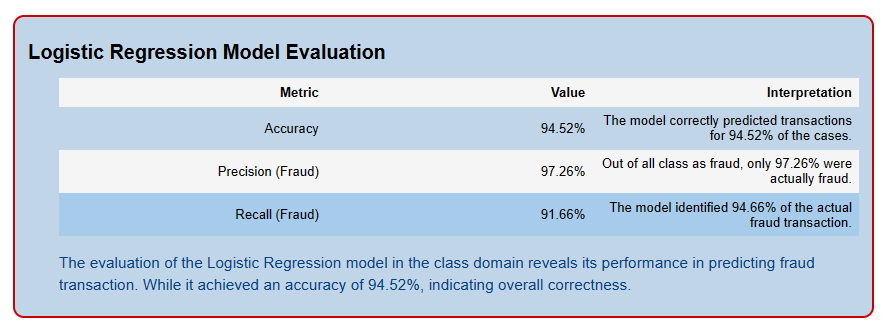 Logistic Regression Model Evaluation
Metric Value Interpretation
Accuracy 94.52% The model correctly predicted transactions
for 94.52% of the cases.
Precision (Fraud) 97.26% Out of all class as fraud, only 97.26% were
actually fraud.
Recall (Fraud) 91.66% The model identified 94.66% of the actual
fraud transaction.
The evaluation of the Logistic Regression model in the class domain reveals its performance in predicting fraud
transaction. While it achieved an accuracy of 94.52%, indicating overall correctness.